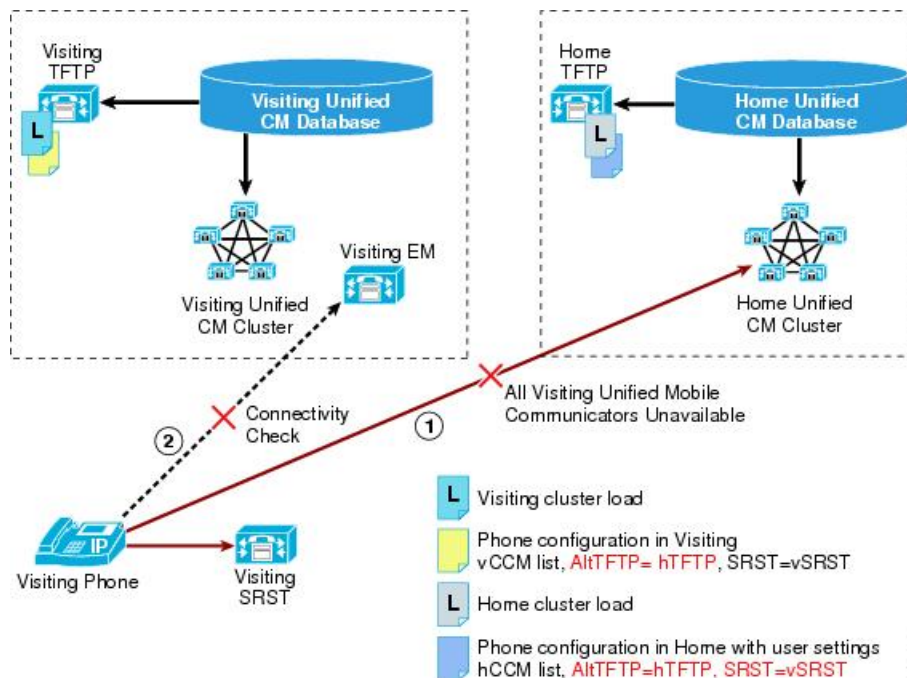 Visiting
TFTP
Visiting Unified
CM Database
Home
TFTP
Home Unified
CM Database
L
L
Visiting EM
Visiting Unified
CM Cluster
Home Unified
CM Cluster
All Visiting Unified Mobile
Communicators Unavailable
Connectivity
Check
2
1
L
Visiting cluster load
IP
Phone configuration in Visiting
vCCM list, AltTFTP= hTFTP, SRST=vSRST
Visiting Phone
Visiting
SRST
L
Home cluster load
Phone configuration in Home with user settings
hCCM list, AltTFTP=hTFTP, SRST=vSRST